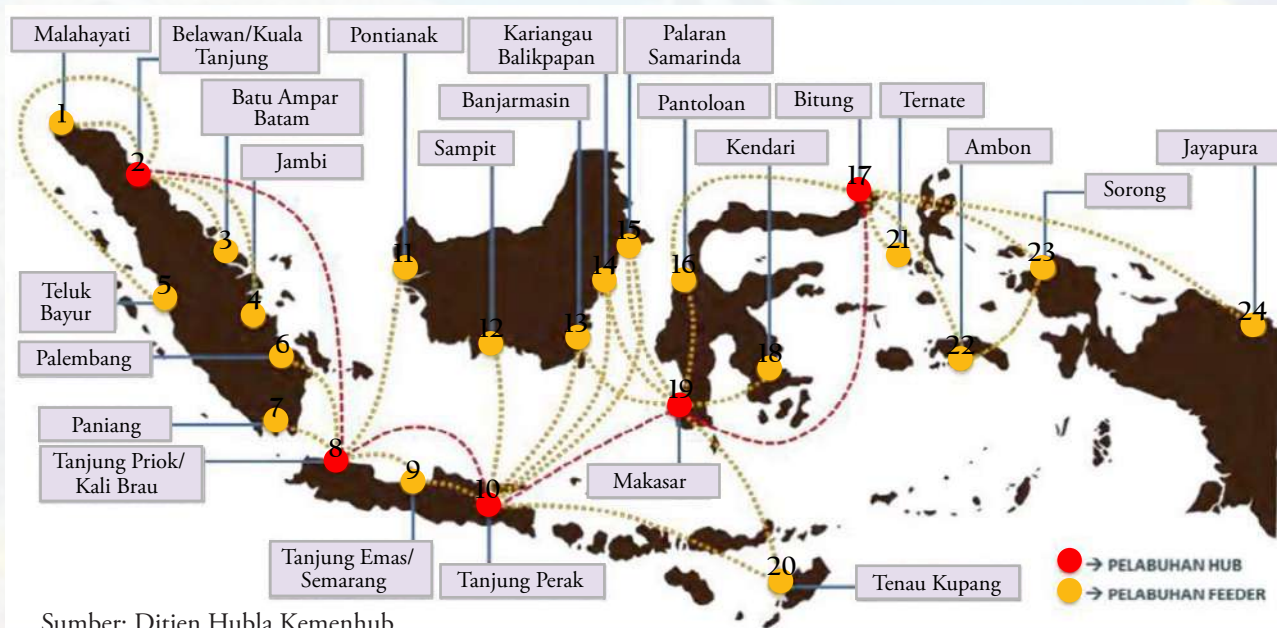 Malahayati
Belawan/Kuala
Tanjung
Pontianak
Kariangau
Balikpapan
Palaran
Samarinda
Batu Ampar
Batam
Banjarmasin
Pantoloan
Bitung
Ternate
Jambi
Sampit
Kendari
Ambon
Jayapura
Sorong
1
2
3
4
5
6
7
8
9
10
11
12
13
14
15
16
17
18
19
20
21
22
23
24
Teluk
Bayur
Palembang
Paniang
Tanjung Priok/
Kali Brau
Makasar
Tanjung Emas/
Semarang
Tanjung Perak
Tenau Kupang
→ PELABUHAN HUB
→ PELABUHAN FEEDER
Sumber: Ditjen Hubla Kemenhub